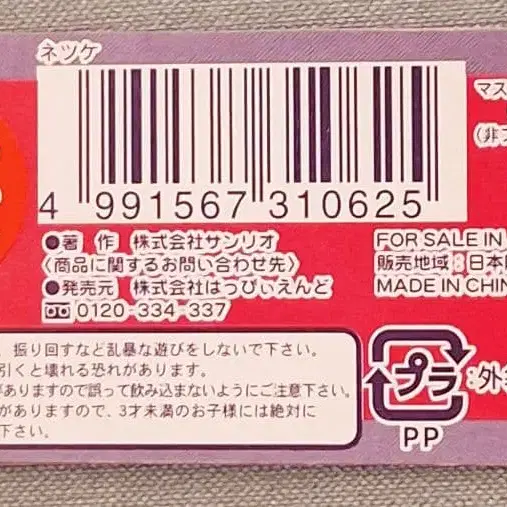 ネツケ
4 991567 310625
マス
(非
●著 作 株式会社サンリオ
〈商品に関するお問い合わせ先〉
●発売元 株式会社はっぴぃえんど
0120-334-337
FOR SALE IN
販売地域:日本
MADE IN CHIN
、振り回すなど乱暴な遊びをしないで下さい。
引くと壊れる恐れがあります。
がありますので誤って飲み込まないようにご注意下さい。
がありますので、3才未満のお子様には絶対に
下さい。
プラ:外
PP